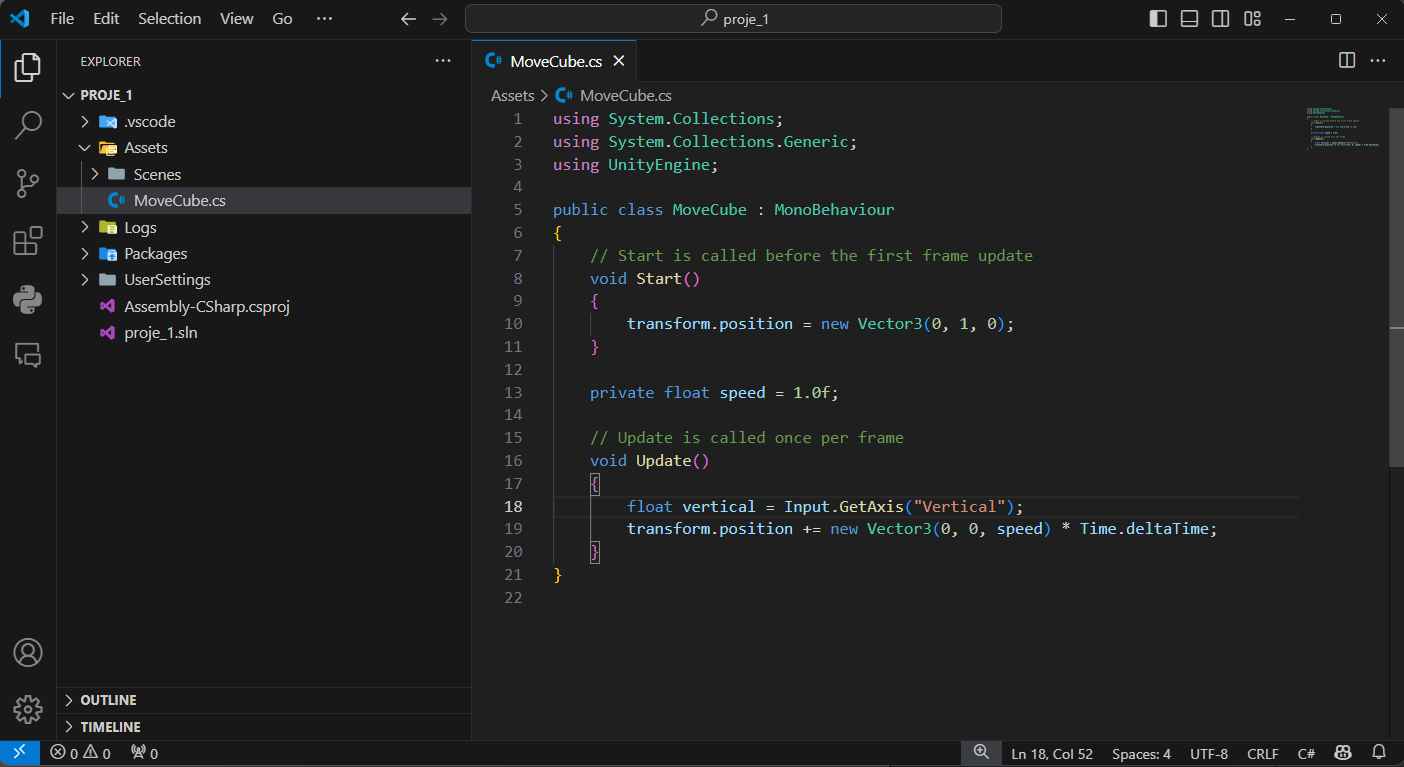 File Edit Selection View Go ···
proje_1
EXPLORER ···
PROJE_1
.vscode
Assets
Scenes
MoveCube.cs
Logs
Packages
UserSettings
Assembly-CSharp.csproj
proje_1.sln
OUTLINE
TIMELINE
MoveCube.cs
Assets > MoveCube.cs
1 using System.Collections;
2 using System.Collections.Generic;
3 using UnityEngine;
4
5 public class MoveCube : MonoBehaviour
6 {
7 // Start is called before the first frame update
8 void Start()
9 {
10 transform.position = new Vector3(0, 1, 0);
11 }
12
13 private float speed = 1.0f;
14
15 // Update is called once per frame
16 void Update()
17 {
18 float vertical = Input.GetAxis("Vertical");
19 transform.position += new Vector3(0, 0, speed) * Time.deltaTime;
20 }
21 }
22
0 0 0 Ln 18, Col 52 Spaces: 4 UTF-8 CRLF C#